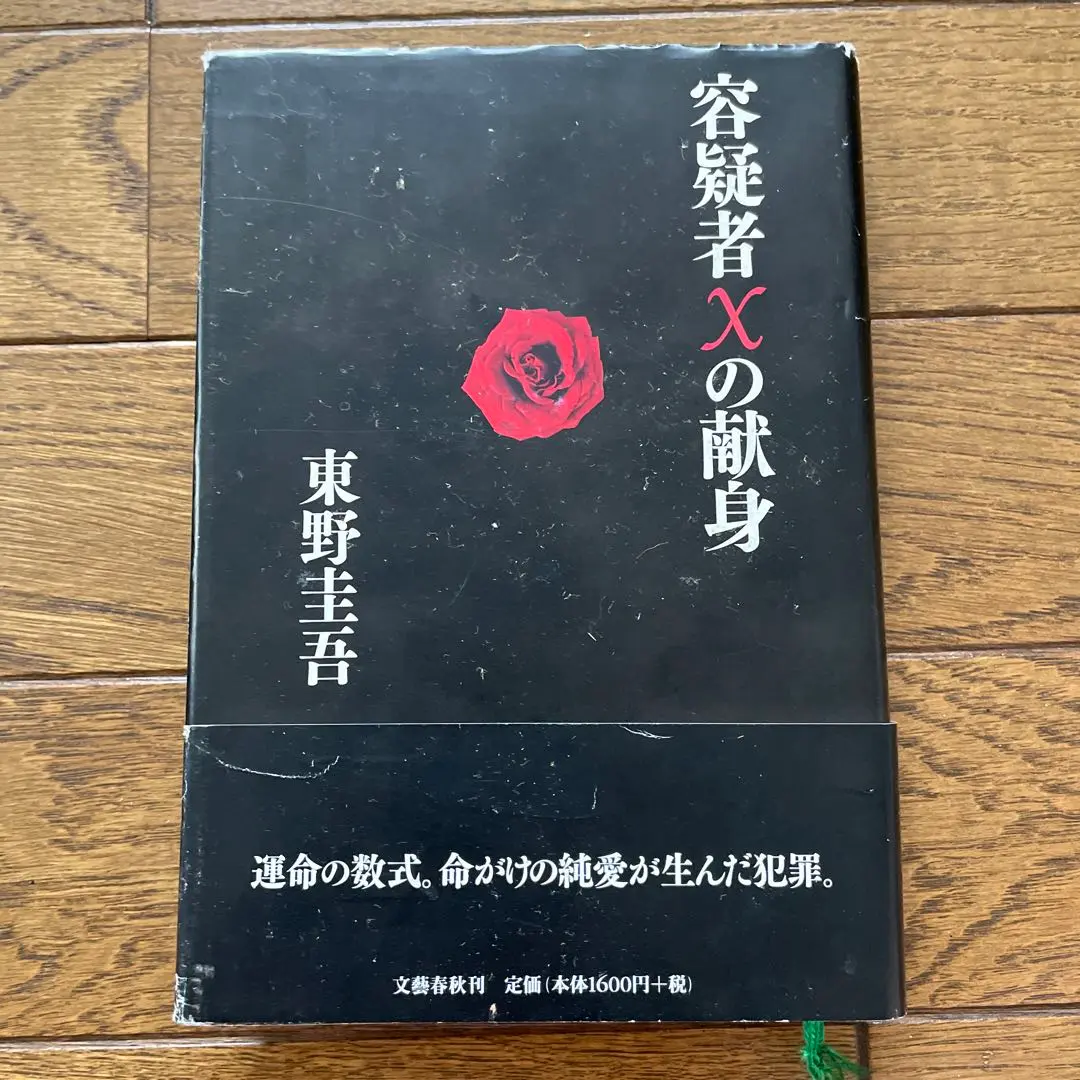 容疑者Xの献身
東野圭吾
運命の数式。命がけの純愛が生んだ犯罪。
文藝春秋刊 定価(本体1600円+税)